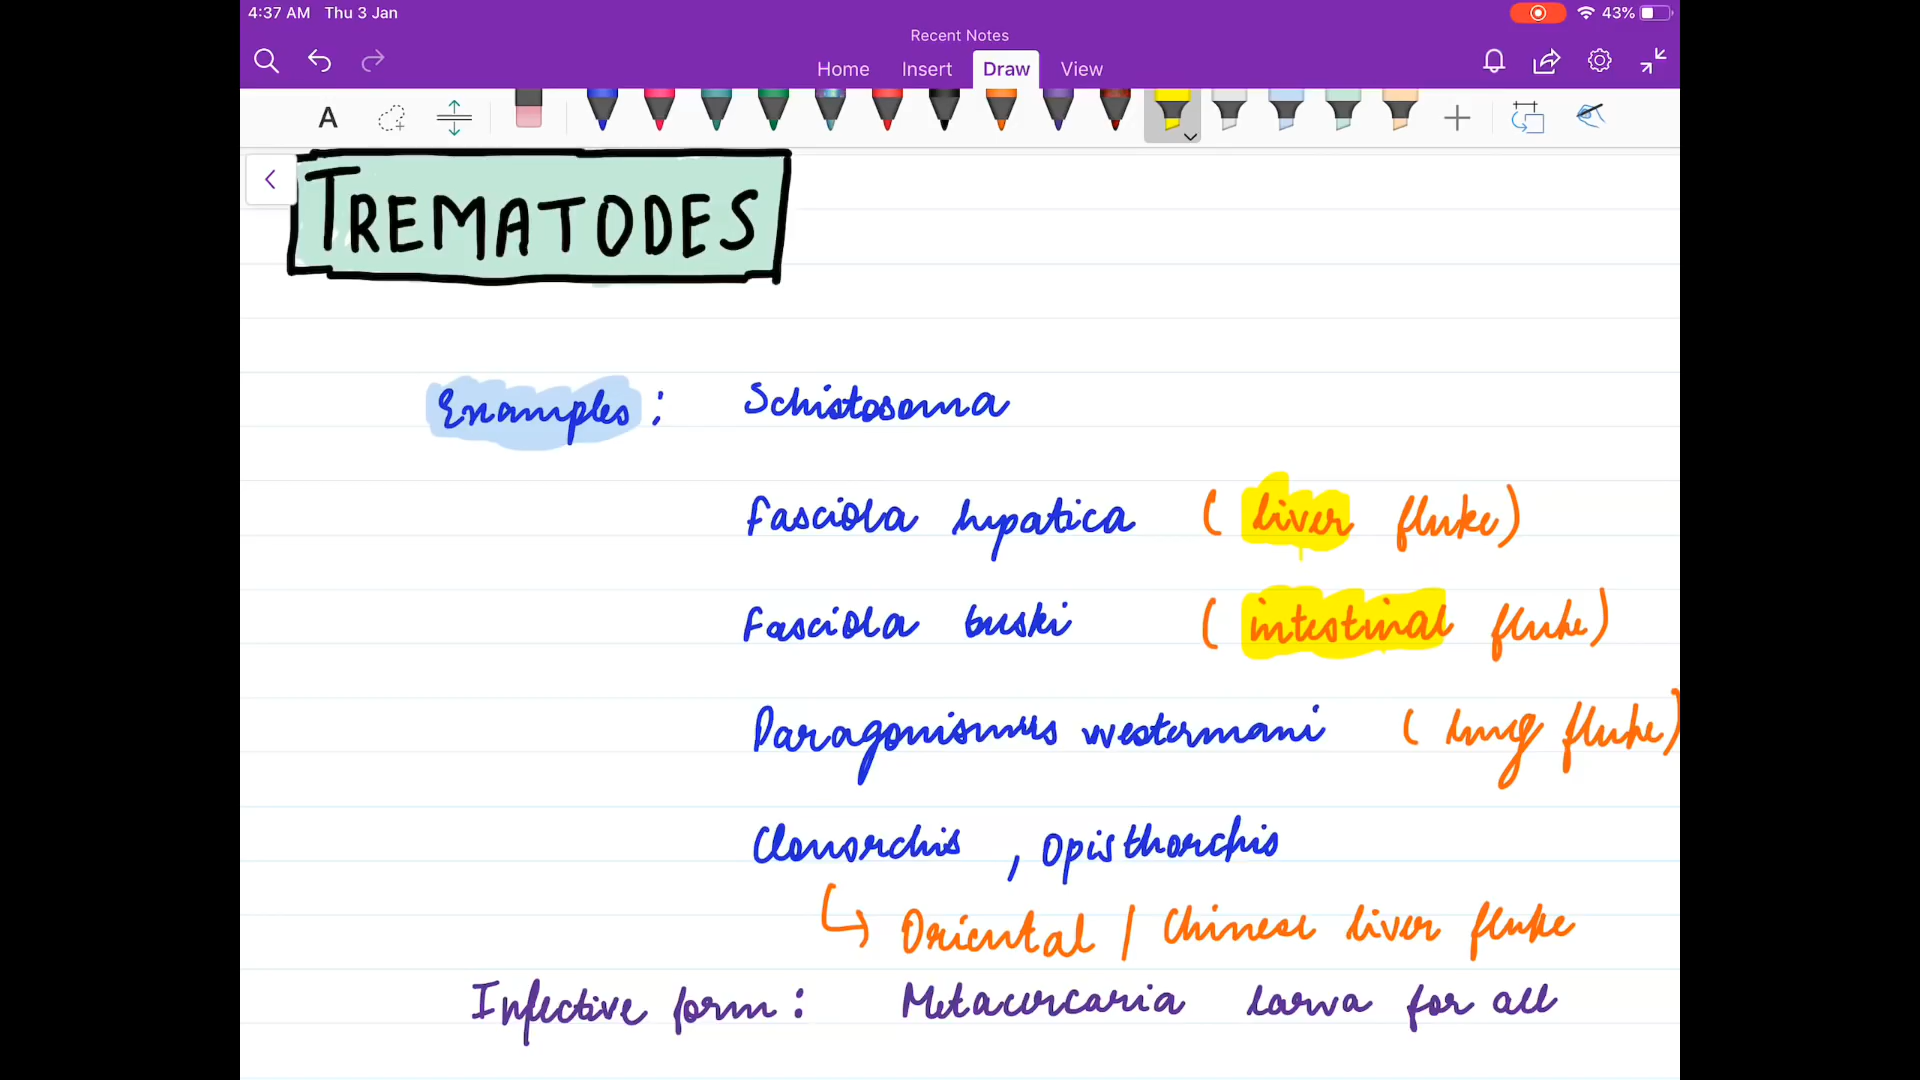 4:37 AM Thu 3 Jan 43%
Recent Notes
Home Insert Draw View
A
TREMATODES
Examples: Schistosoma
Fasciola hepatica (liver fluke)
Fasciola buski (intestinal fluke)
Paragonismus westermani (lung fluke)
Clonorchis, Opisthorchis
Oriental / Chinese liver fluke
Infective form: Metacercaria larva for all